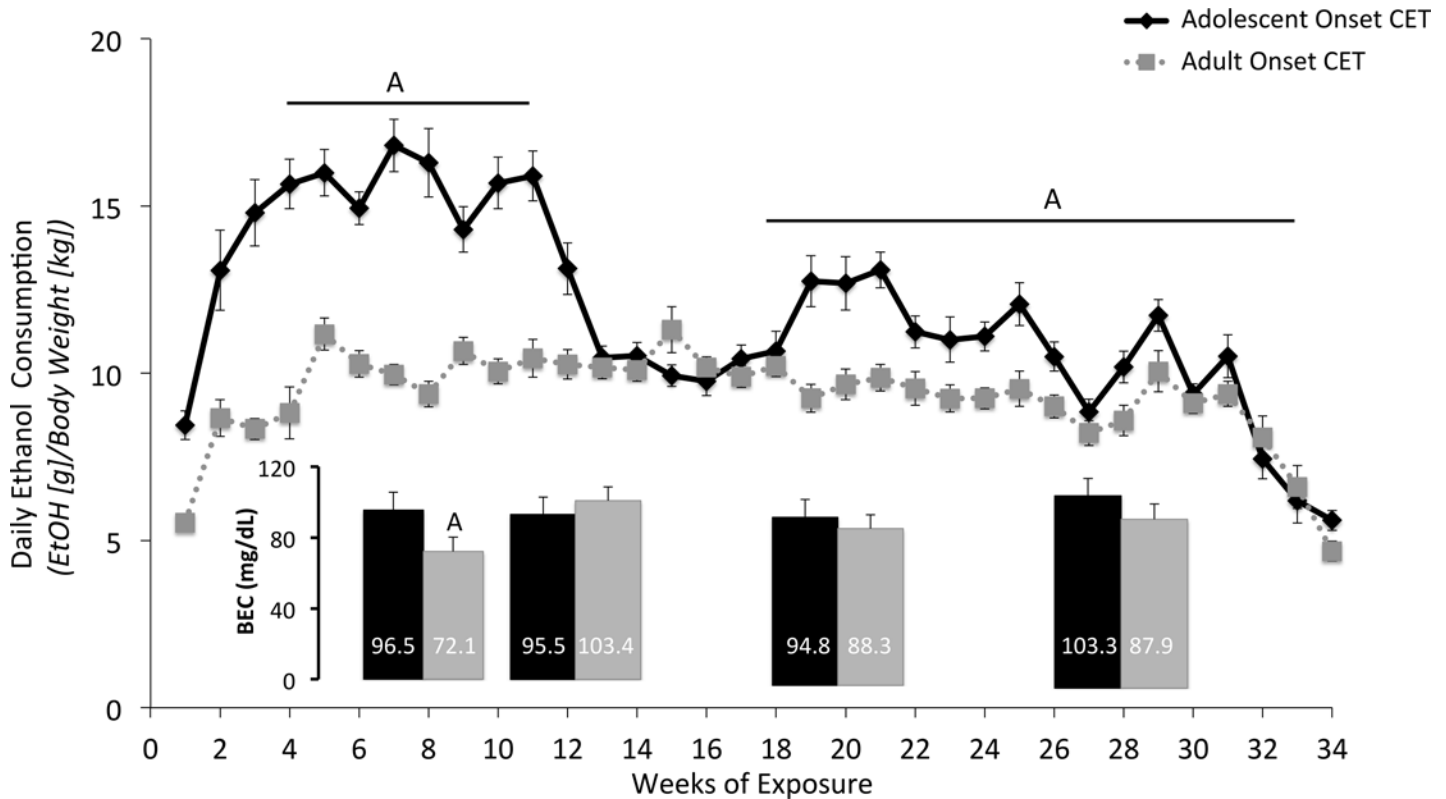 Adolescent Onset CET
Adult Onset CET
20
15
10
5
0
Daily Ethanol Consumption
(EtOH [g]/Body Weight [kg])
A
A
120
80
40
0
BEC (mg/dL)
A
96.5 72.1 95.5 103.4 94.8 88.3 103.3 87.9
0 2 4 6 8 10 12 14 16 18 20 22 24 26 28 30 32 34
Weeks of Exposure